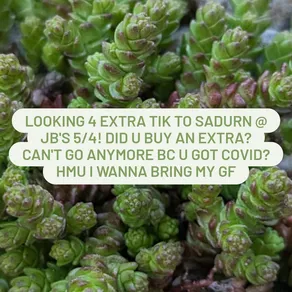 LOOKING 4 EXTRA TIK TO SADURN @
JB'S 5/4! DID U BUY AN EXTRA?
CAN'T GO ANYMORE BC U GOT COVID?
HMU I WANNA BRING MY GF